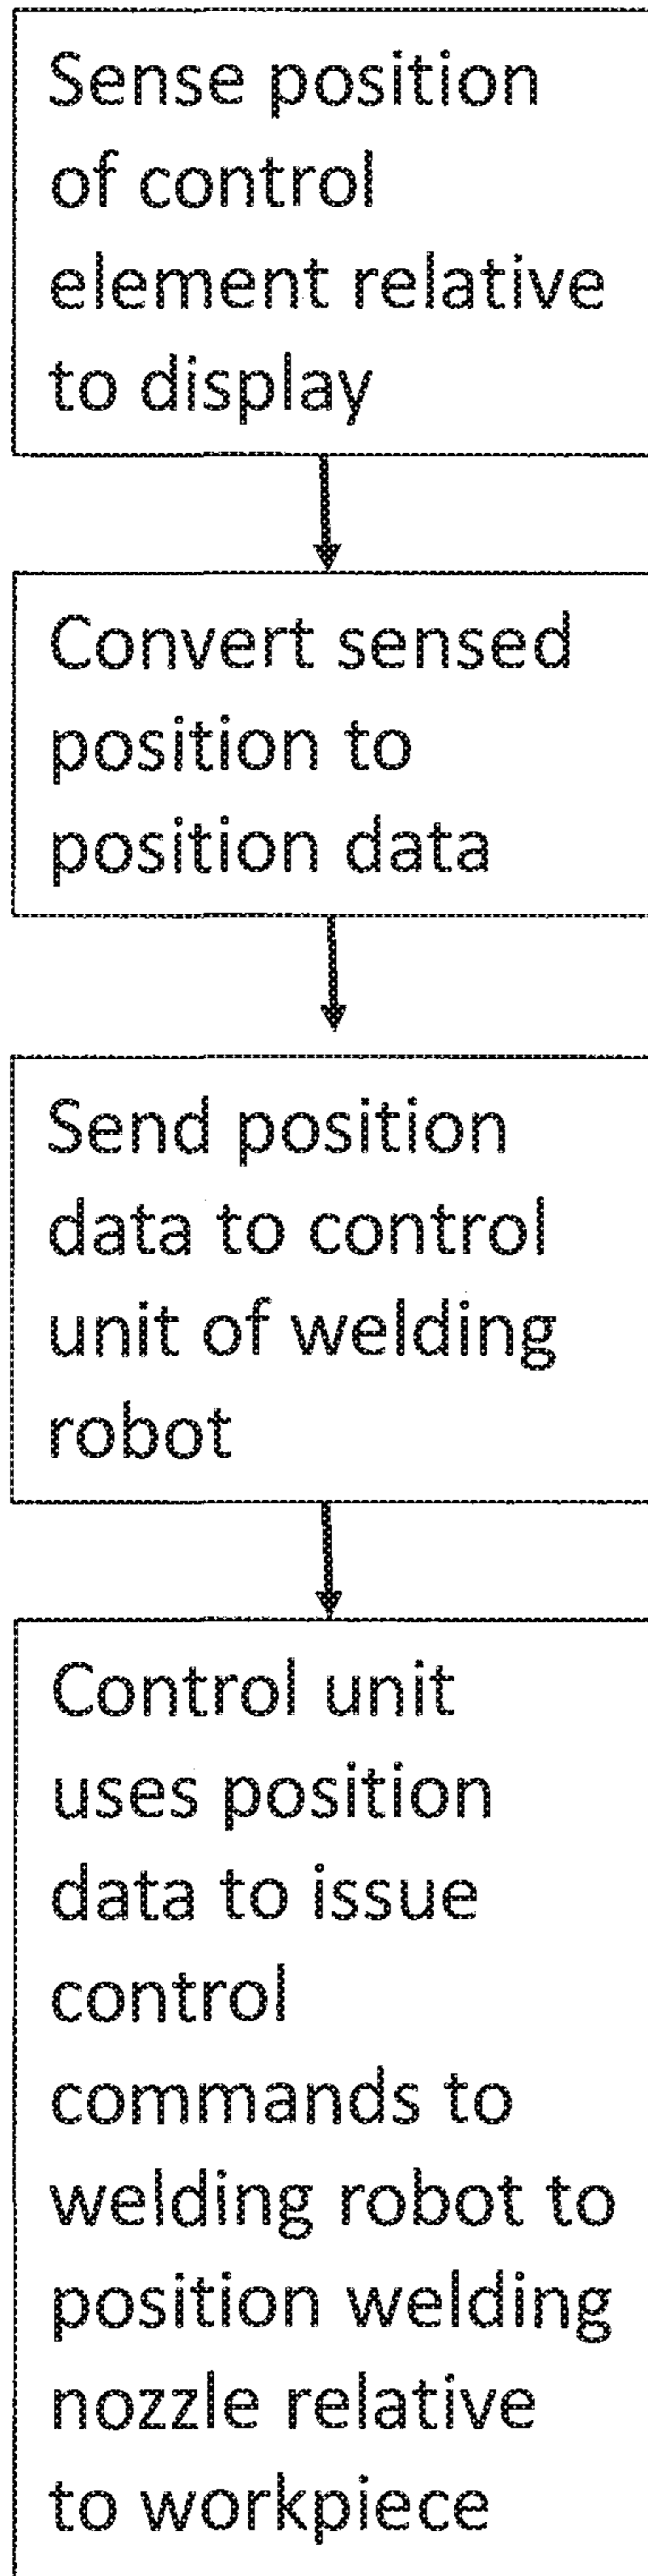 Sense position
of control
element relative
to display
Convert sensed
position to
position data
Send position
data to control
unit of welding
robot
Control unit
uses position
data to issue
control
commands to
welding robot to
position welding
nozzle relative
to workpiece